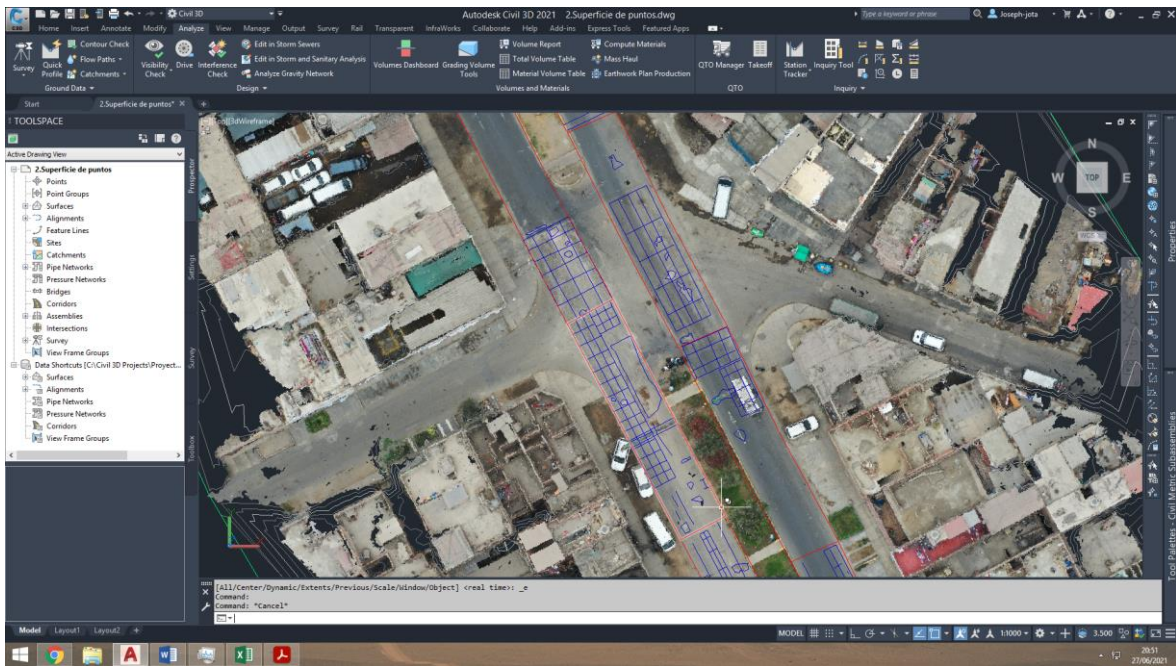 Civil 3D
Autodesk Civil 3D 2021 2.Superficie de puntos.dwg
Type a keyword or phrase
Joseph-jota
Home Insert Annotate Modify Analyze View Manage Output Survey Rail Transparent InfraWorks Collaborate Help Add-ins Express Tools Featured Apps
Survey
Quick Profile
Contour Check
Flow Paths
Catchments
Ground Data
Visibility Check
Drive
Interference Check
Edit in Storm Sewers
Edit in Storm and Sanitary Analysis
Analyze Gravity Network
Design
Volumes Dashboard
Grading Volume Tools
Volume Report
Total Volume Table
Material Volume Table
Compute Materials
Mass Haul
Earthwork Plan Production
Volumes and Materials
QTO Manager
Takeoff
QTO
Station Tracker
Inquiry Tool
Inquiry
Start
2.Superficie de puntos*
TOOLSPACE
Active Drawing View
2.Superficie de puntos
Points
Point Groups
Surfaces
Alignments
Feature Lines
Sites
Catchments
Pipe Networks
Pressure Networks
Bridges
Corridors
Assemblies
Intersections
Survey
View Frame Groups
Data Shortcuts [C:\Civil 3D Projects\Proyect...
Surfaces
Alignments
Pipe Networks
Pressure Networks
Corridors
View Frame Groups
Prospector
Settings
Survey
Toolbox
[-][Top][3dWireframe]
N
W
TOP
E
S
WCS
Properties
Tool Palettes - Civil Metric Subassemblies
[All/Center/Dynamic/Extents/Previous/Scale/Window/Object] <real time>: _e
Command:
Command: *Cancel*
Model Layout1 Layout2 +
MODEL
1:1000
3.500
20:51
27/06/2021